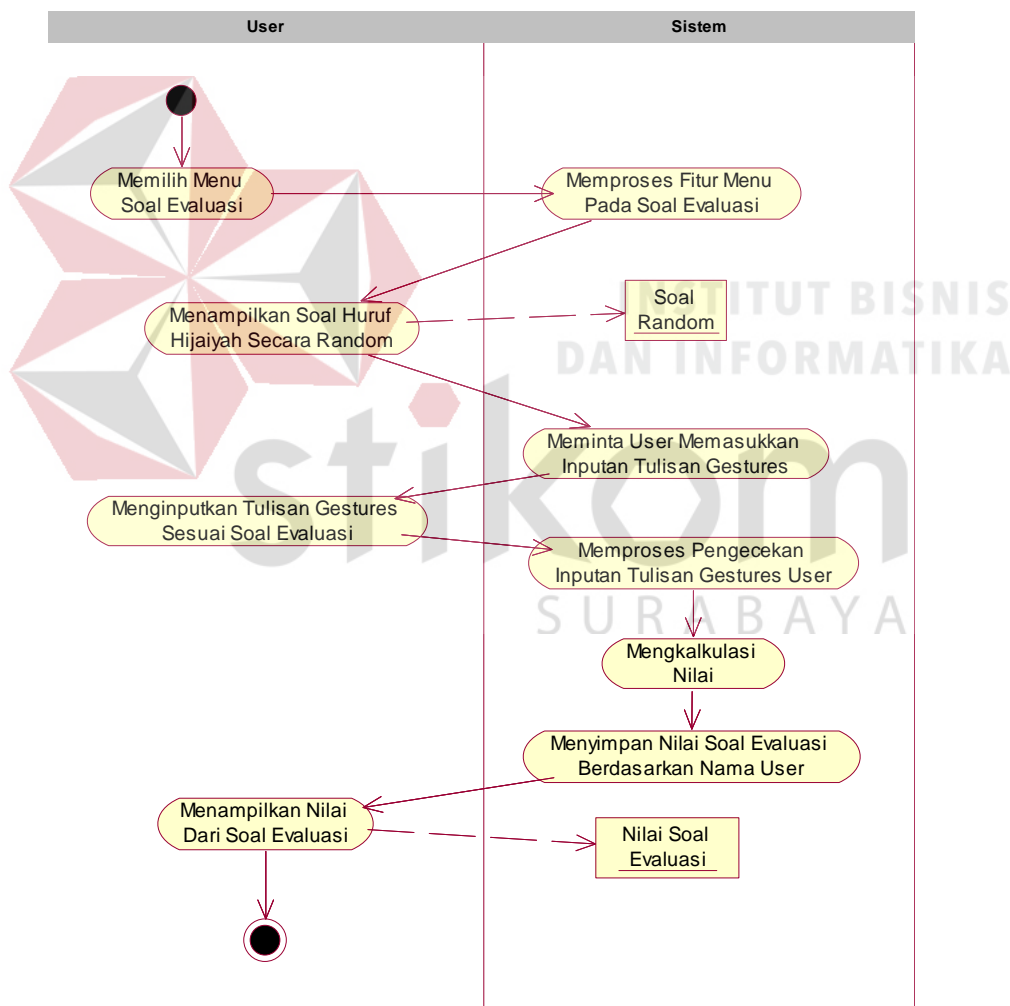 User
Sistem
Memilih Menu
Soal Evaluasi
Memproses Fitur Menu
Pada Soal Evaluasi
Menampilkan Soal Huruf
Hijaiyah Secara Random
Soal
Random
INSTITUT BISNIS
DAN INFORMATIKA
stikom
SURABAYA
Meminta User Memasukkan
Inputan Tulisan Gestures
Menginputkan Tulisan Gestures
Sesuai Soal Evaluasi
Memproses Pengecekan
Inputan Tulisan Gestures User
Mengkalkulasi
Nilai
Menyimpan Nilai Soal Evaluasi
Berdasarkan Nama User
Menampilkan Nilai
Dari Soal Evaluasi
Nilai Soal
Evaluasi